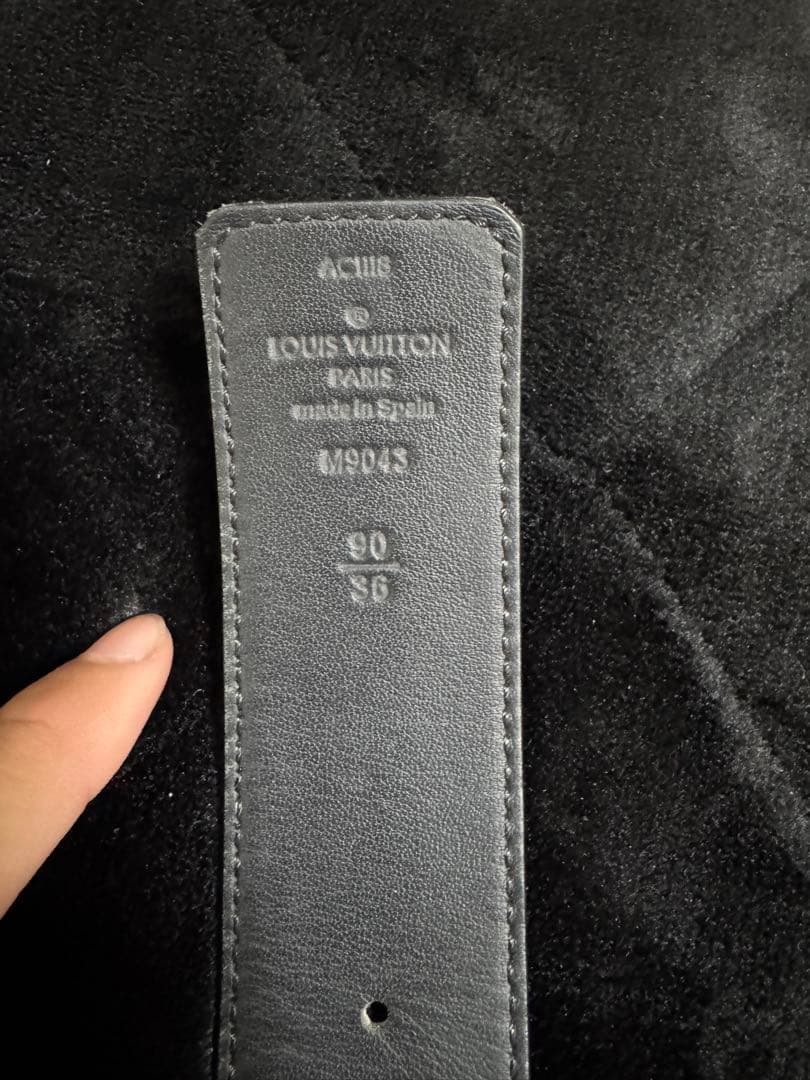 AC1118
®
LOUIS VUITTON
PARIS
made in Spain
M9043
90
36